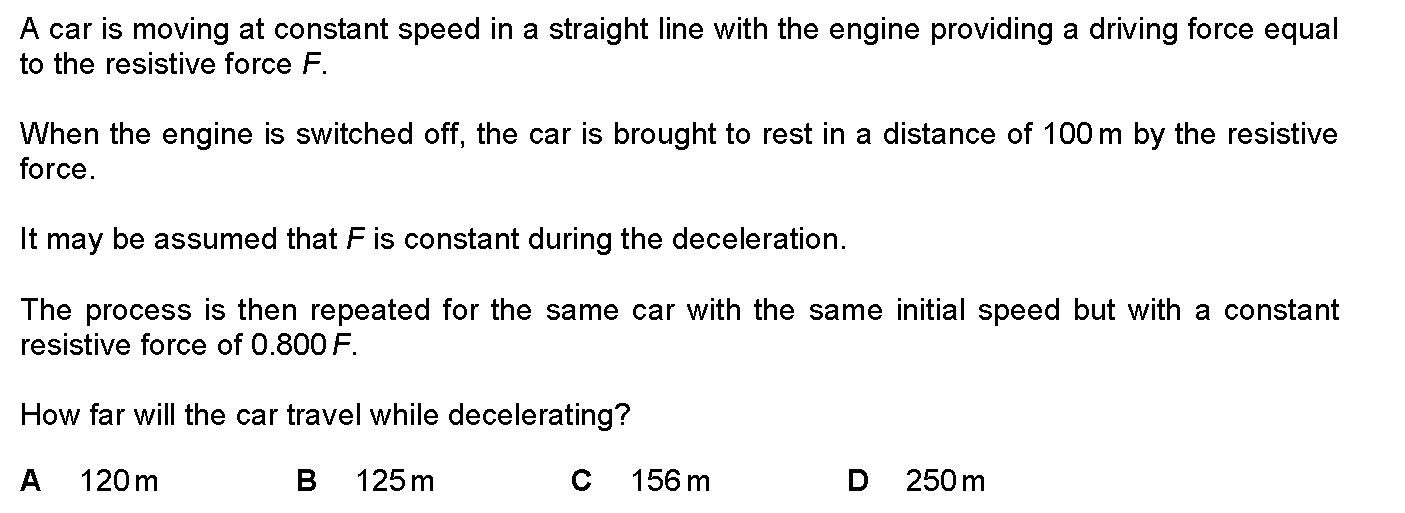 A car is moving at constant speed in a straight line with the engine providing a driving force equal
to the resistive force F.
When the engine is switched off, the car is brought to rest in a distance of 100 m by the resistive
force.
It may be assumed that F is constant during the deceleration.
The process is then repeated for the same car with the same initial speed but with a constant
resistive force of 0.800 F.
How far will the car travel while decelerating?
A 120 m B 125 m C 156 m D 250 m